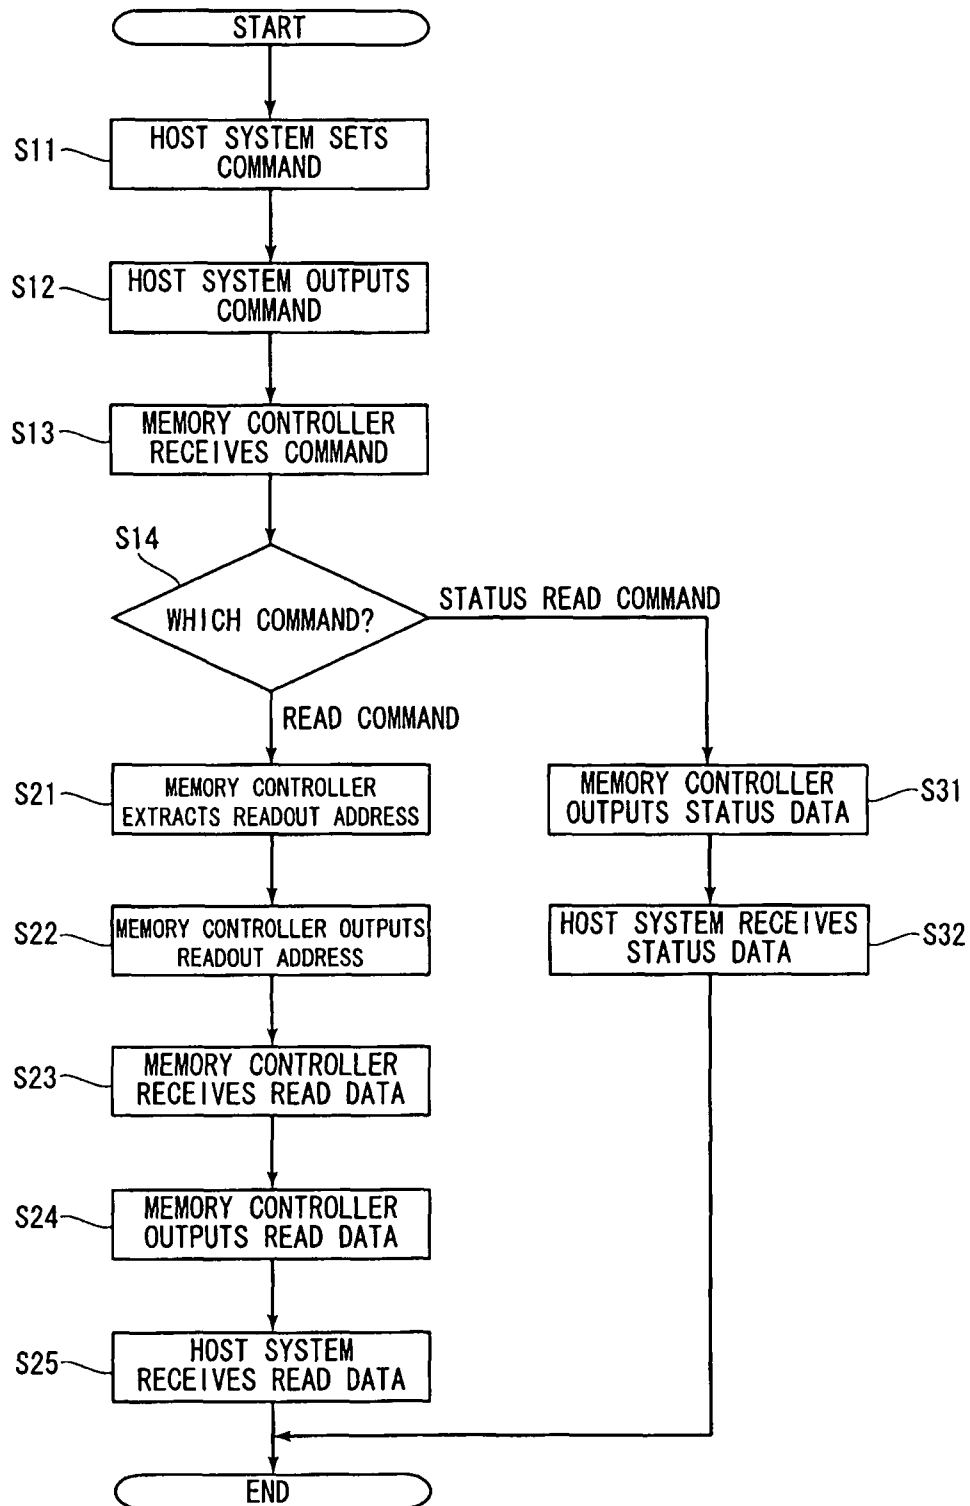 START
S11
HOST SYSTEM SETS
COMMAND
S12
HOST SYSTEM OUTPUTS
COMMAND
S13
MEMORY CONTROLLER
RECEIVES COMMAND
S14
WHICH COMMAND?
STATUS READ COMMAND
READ COMMAND
S21
MEMORY CONTROLLER
EXTRACTS READOUT ADDRESS
MEMORY CONTROLLER
OUTPUTS STATUS DATA
S31
S22
MEMORY CONTROLLER OUTPUTS
READOUT ADDRESS
HOST SYSTEM RECEIVES
STATUS DATA
S32
S23
MEMORY CONTROLLER
RECEIVES READ DATA
S24
MEMORY CONTROLLER
OUTPUTS READ DATA
S25
HOST SYSTEM
RECEIVES READ DATA
END